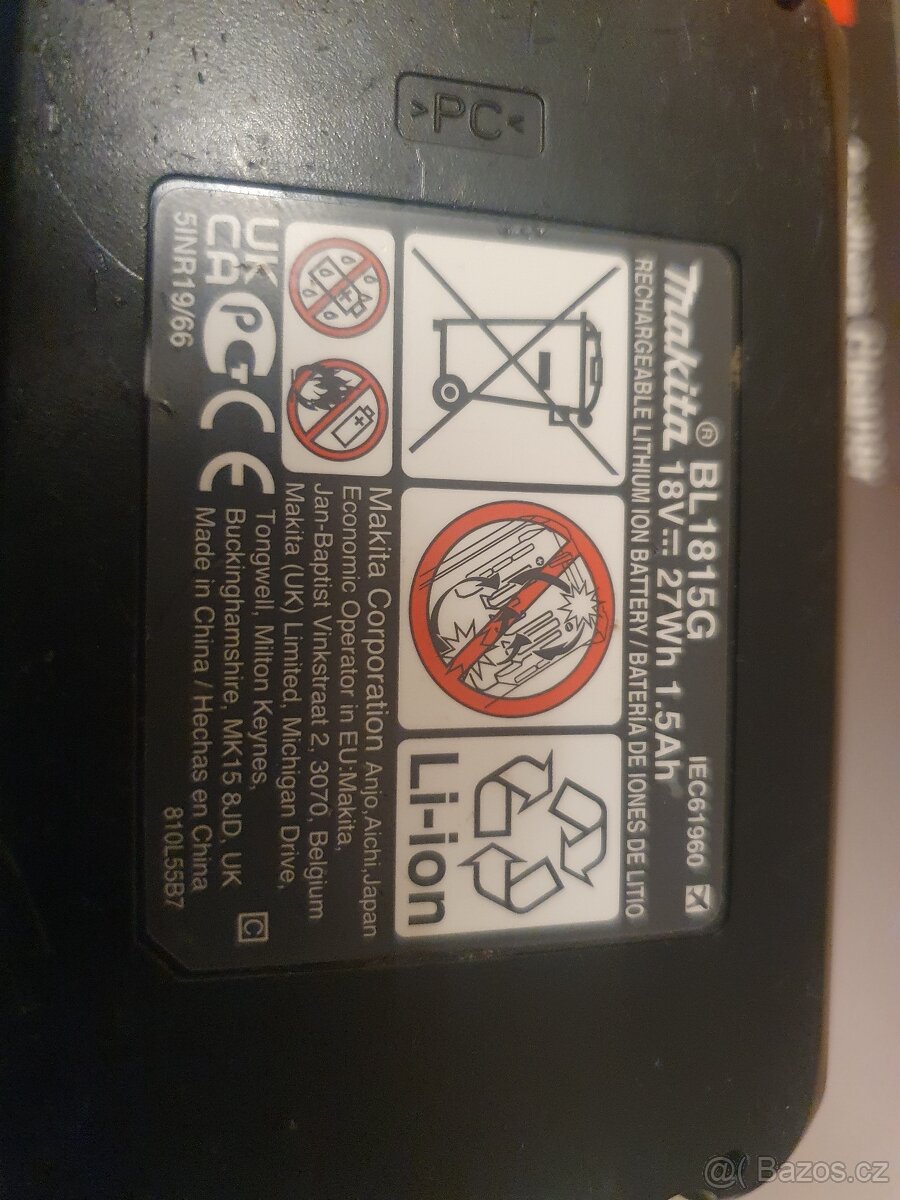 >PC<
makita® BL1815G IEC61960
18V⎓ 27Wh 1.5Ah
RECHARGEABLE LITHIUM ION BATTERY/ BATERÍA DE IONES DE LITIO
Li-ion
Makita Corporation Anjo,Aichi,Japan
Economic Operator in EU:Makita,
Jan-Baptist Vinkstraat 2, 3070, Belgium
Makita (UK) Limited, Michigan Drive,
Tongwell, Milton Keynes,
Buckinghamshire, MK15 8JD, UK
Made in China / Hechas en China
UK
CA
CE
C
5INR19/66
810L55B7
@( Bazos.cz